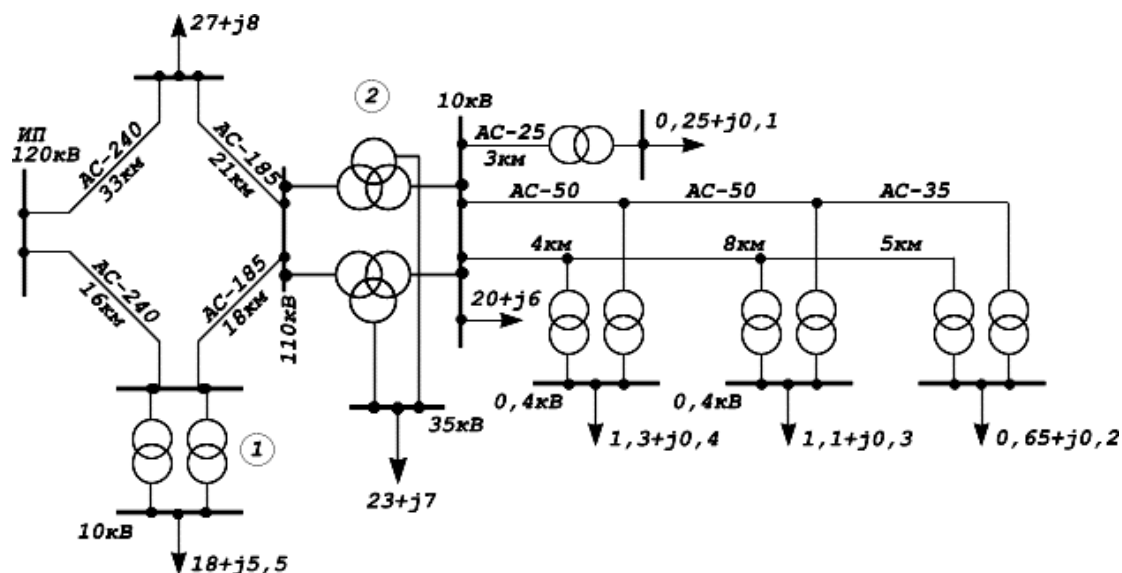 27+j8
2
10кВ
ИП
120кВ
АС-240
33км
АС-185
21км
АС-25
3км
0,25+j0,1
АС-50
АС-50
АС-35
4км
8км
5км
АС-240
16км
АС-185
18км
110кВ
20+j6
0,4кВ
0,4кВ
35кВ
1
1,3+j0,4
1,1+j0,3
0,65+j0,2
23+j7
10кВ
18+j5,5